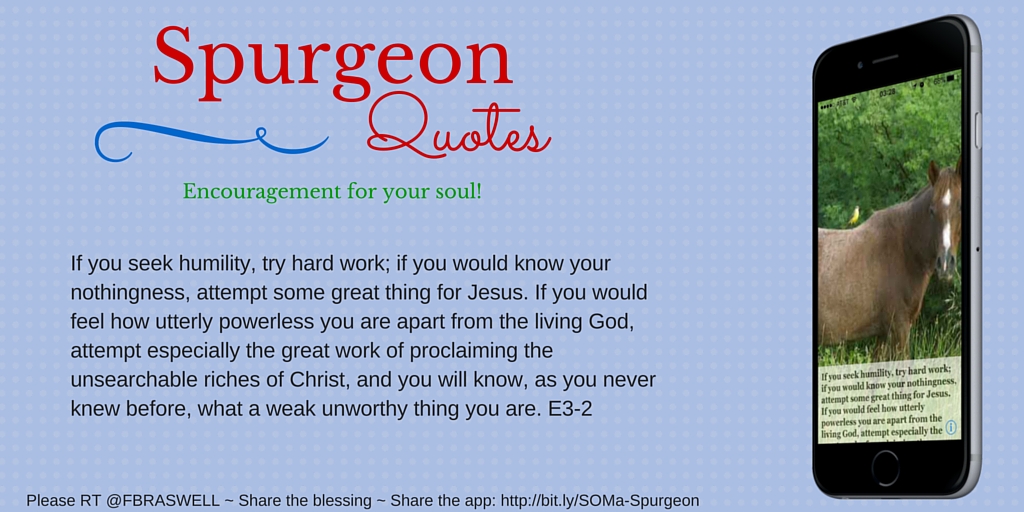 Spurgeon
Quotes
Encouragement for your soul!
If you seek humility, try hard work; if you would know your
nothingness, attempt some great thing for Jesus. If you would
feel how utterly powerless you are apart from the living God,
attempt especially the great work of proclaiming the
unsearchable riches of Christ, and you will know, as you never
knew before, what a weak unworthy thing you are. E3-2
Please RT @FBRASWELL ~ Share the blessing ~ Share the app: http://bit.ly/SOMa-Spurgeon
AT&T 03:28
If you seek humility, try hard work;
if you would know your nothingness,
attempt some great thing for Jesus.
If you would feel how utterly
powerless you are apart from the
living God, attempt especially the